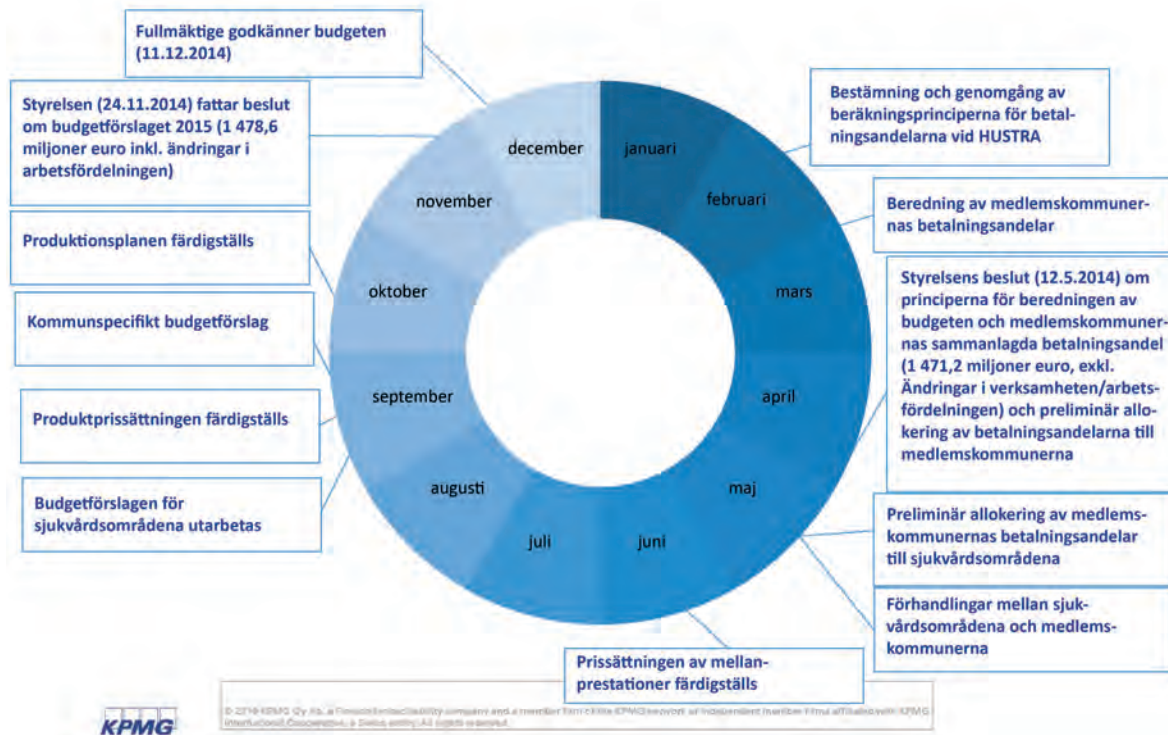 Fullmäktige godkänner budgeten
(11.12.2014)
Styrelsen (24.11.2014) fattar beslut
om budgetförslaget 2015 (1 478,6
miljoner euro inkl. ändringar i
arbetsfördelningen)
Produktionsplanen färdigställs
Kommunspecifikt budgetförslag
Produktprissättningen färdigställs
Budgetförslagen för
sjukvårdsområdena utarbetas
januari
februari
mars
april
maj
juni
juli
augusti
september
oktober
november
december
Bestämning och genomgång av
beräkningsprinciperna för betal-
ningsandelarna vid HUSTRA
Beredning av medlemskommuner-
nas betalningsandelar
Styrelsens beslut (12.5.2014) om
principerna för beredningen av
budgeten och medlemskommuner-
nas sammanlagda betalningsandel
(1 471,2 miljoner euro, exkl.
Ändringar i verksamheten/arbets-
fördelningen) och preliminär allo-
kering av betalningsandelarna till
medlemskommunerna
Preliminär allokering av medlems-
kommunernas betalningsandelar
till sjukvårdsområdena
Förhandlingar mellan sjuk-
vårdsområdena och medlems-
kommunerna
Prissättningen av mellan-
prestationer färdigställs
KPMG